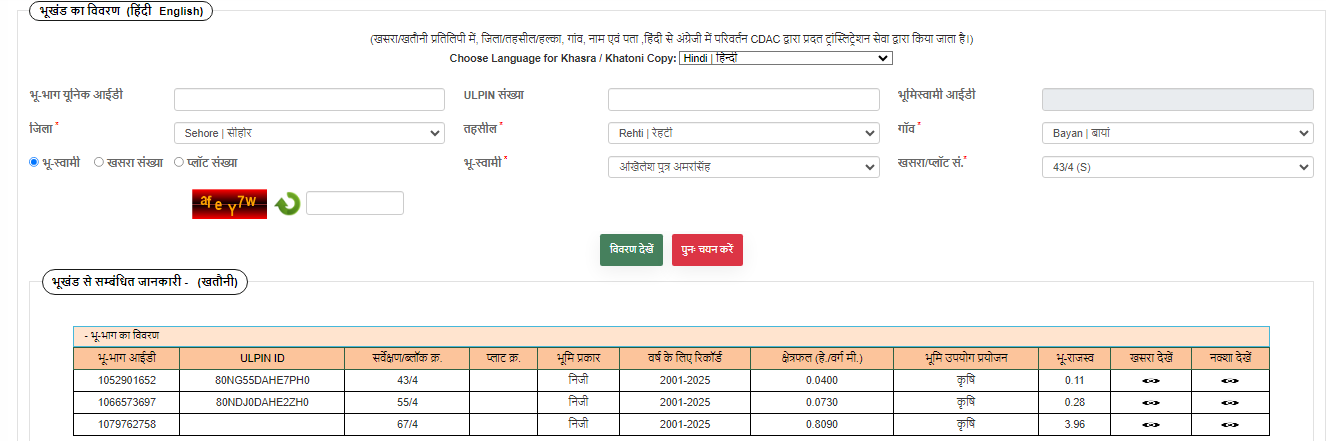 भूखंड का विवरण (हिंदी English)
(खसरा/खतौनी प्रतिलिपी में, जिला/तहसील/हल्का, गांव, नाम एवं पता ,हिंदी से अंग्रेजी में परिवर्तन CDAC द्वारा प्रदत ट्रांस्लिट्रेशन सेवा द्वारा किया जाता है।)
Choose Language for Khasra / Khatoni Copy: Hindi | हिन्दी
भू-भाग यूनिक आईडी ULPIN संख्या भूमिस्वामी आईडी
जिला * Sehore | सीहोर तहसील * Rehti | रेहटी गाँव * Bayan | बायां
भू-स्वामी खसरा संख्या प्लॉट संख्या भू-स्वामी * अखिलेश पुत्र अमरसिंह खसरा/प्लॉट सं.* 43/4 (S)
afeY7w
विवरण देखें पुनः चयन करें
भूखंड से सम्बंधित जानकारी - (खतौनी)
- भू-भाग का विवरण
भू-भाग आईडी ULPIN ID सर्वेक्षण/ब्लॉक क्र. प्लाट क्र. भूमि प्रकार वर्ष के लिए रिकॉर्ड क्षेत्रफल (हे./वर्ग मी.) भूमि उपयोग प्रयोजन भू-राजस्व खसरा देखें नक्शा देखें
1052901652 80NG55DAHE7PH0 43/4 निजी 2001-2025 0.0400 कृषि 0.11
1066573697 80NDJ0DAHE2ZH0 55/4 निजी 2001-2025 0.0730 कृषि 0.28
1079762758 67/4 निजी 2001-2025 0.8090 कृषि 3.96